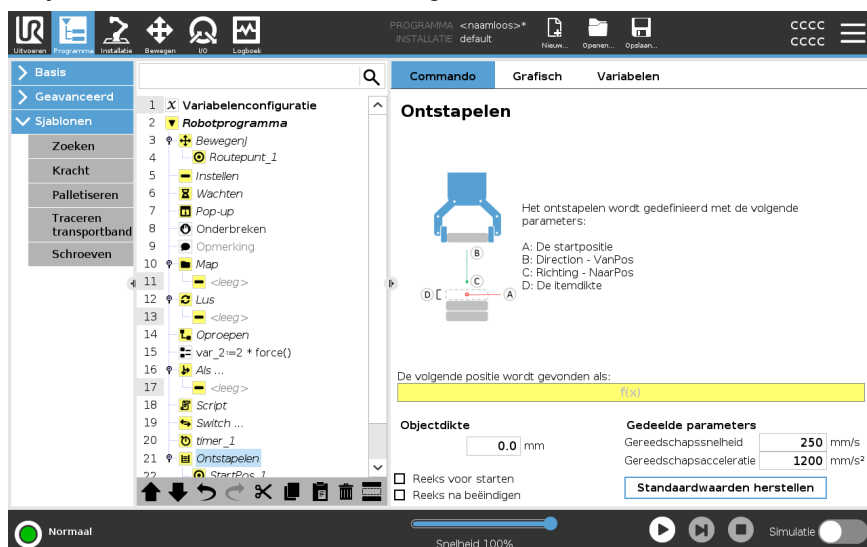 PROGRAMMA <naamloos>*
INSTALLATIE default
CCCC
CCCC
Uitvoeren Programma Installatie Bewegen I/O Logboek Nieuw... Openen... Opslaan...
Basis
Geavanceerd
Sjablonen
Zoeken
Kracht
Palletiseren
Traceren
transportband
Schroeven
1 X Variabelenconfiguratie
2 Robotprogramma
3 BewegenJ
4 Routepunt_1
5 Instellen
6 Wachten
7 Pop-up
8 Onderbreken
9 Opmerking
10 Map
11 <leeg>
12 Lus
13 <leeg>
14 Oproepen
15 var_2:=2 * force()
16 Als ...
17 <leeg>
18 Script
19 Switch ...
20 timer_1
21 Ontstapelen
22 StartPos_1
Commando Grafisch Variabelen
Ontstapelen
B
C
D
A
Het ontstapelen wordt gedefinieerd met de volgende
parameters:
A: De startpositie
B: Direction - VanPos
C: Richting - NaarPos
D: De itemdikte
De volgende positie wordt gevonden als:
f(x)
Objectdikte
0.0 mm
Reeks voor starten
Reeks na beëindigen
Gedeelde parameters
Gereedschapssnelheid 250 mm/s
Gereedschapsacceleratie 1200 mm/s²
Standaardwaarden herstellen
Normaal
Snelheid 100%
Simulatie